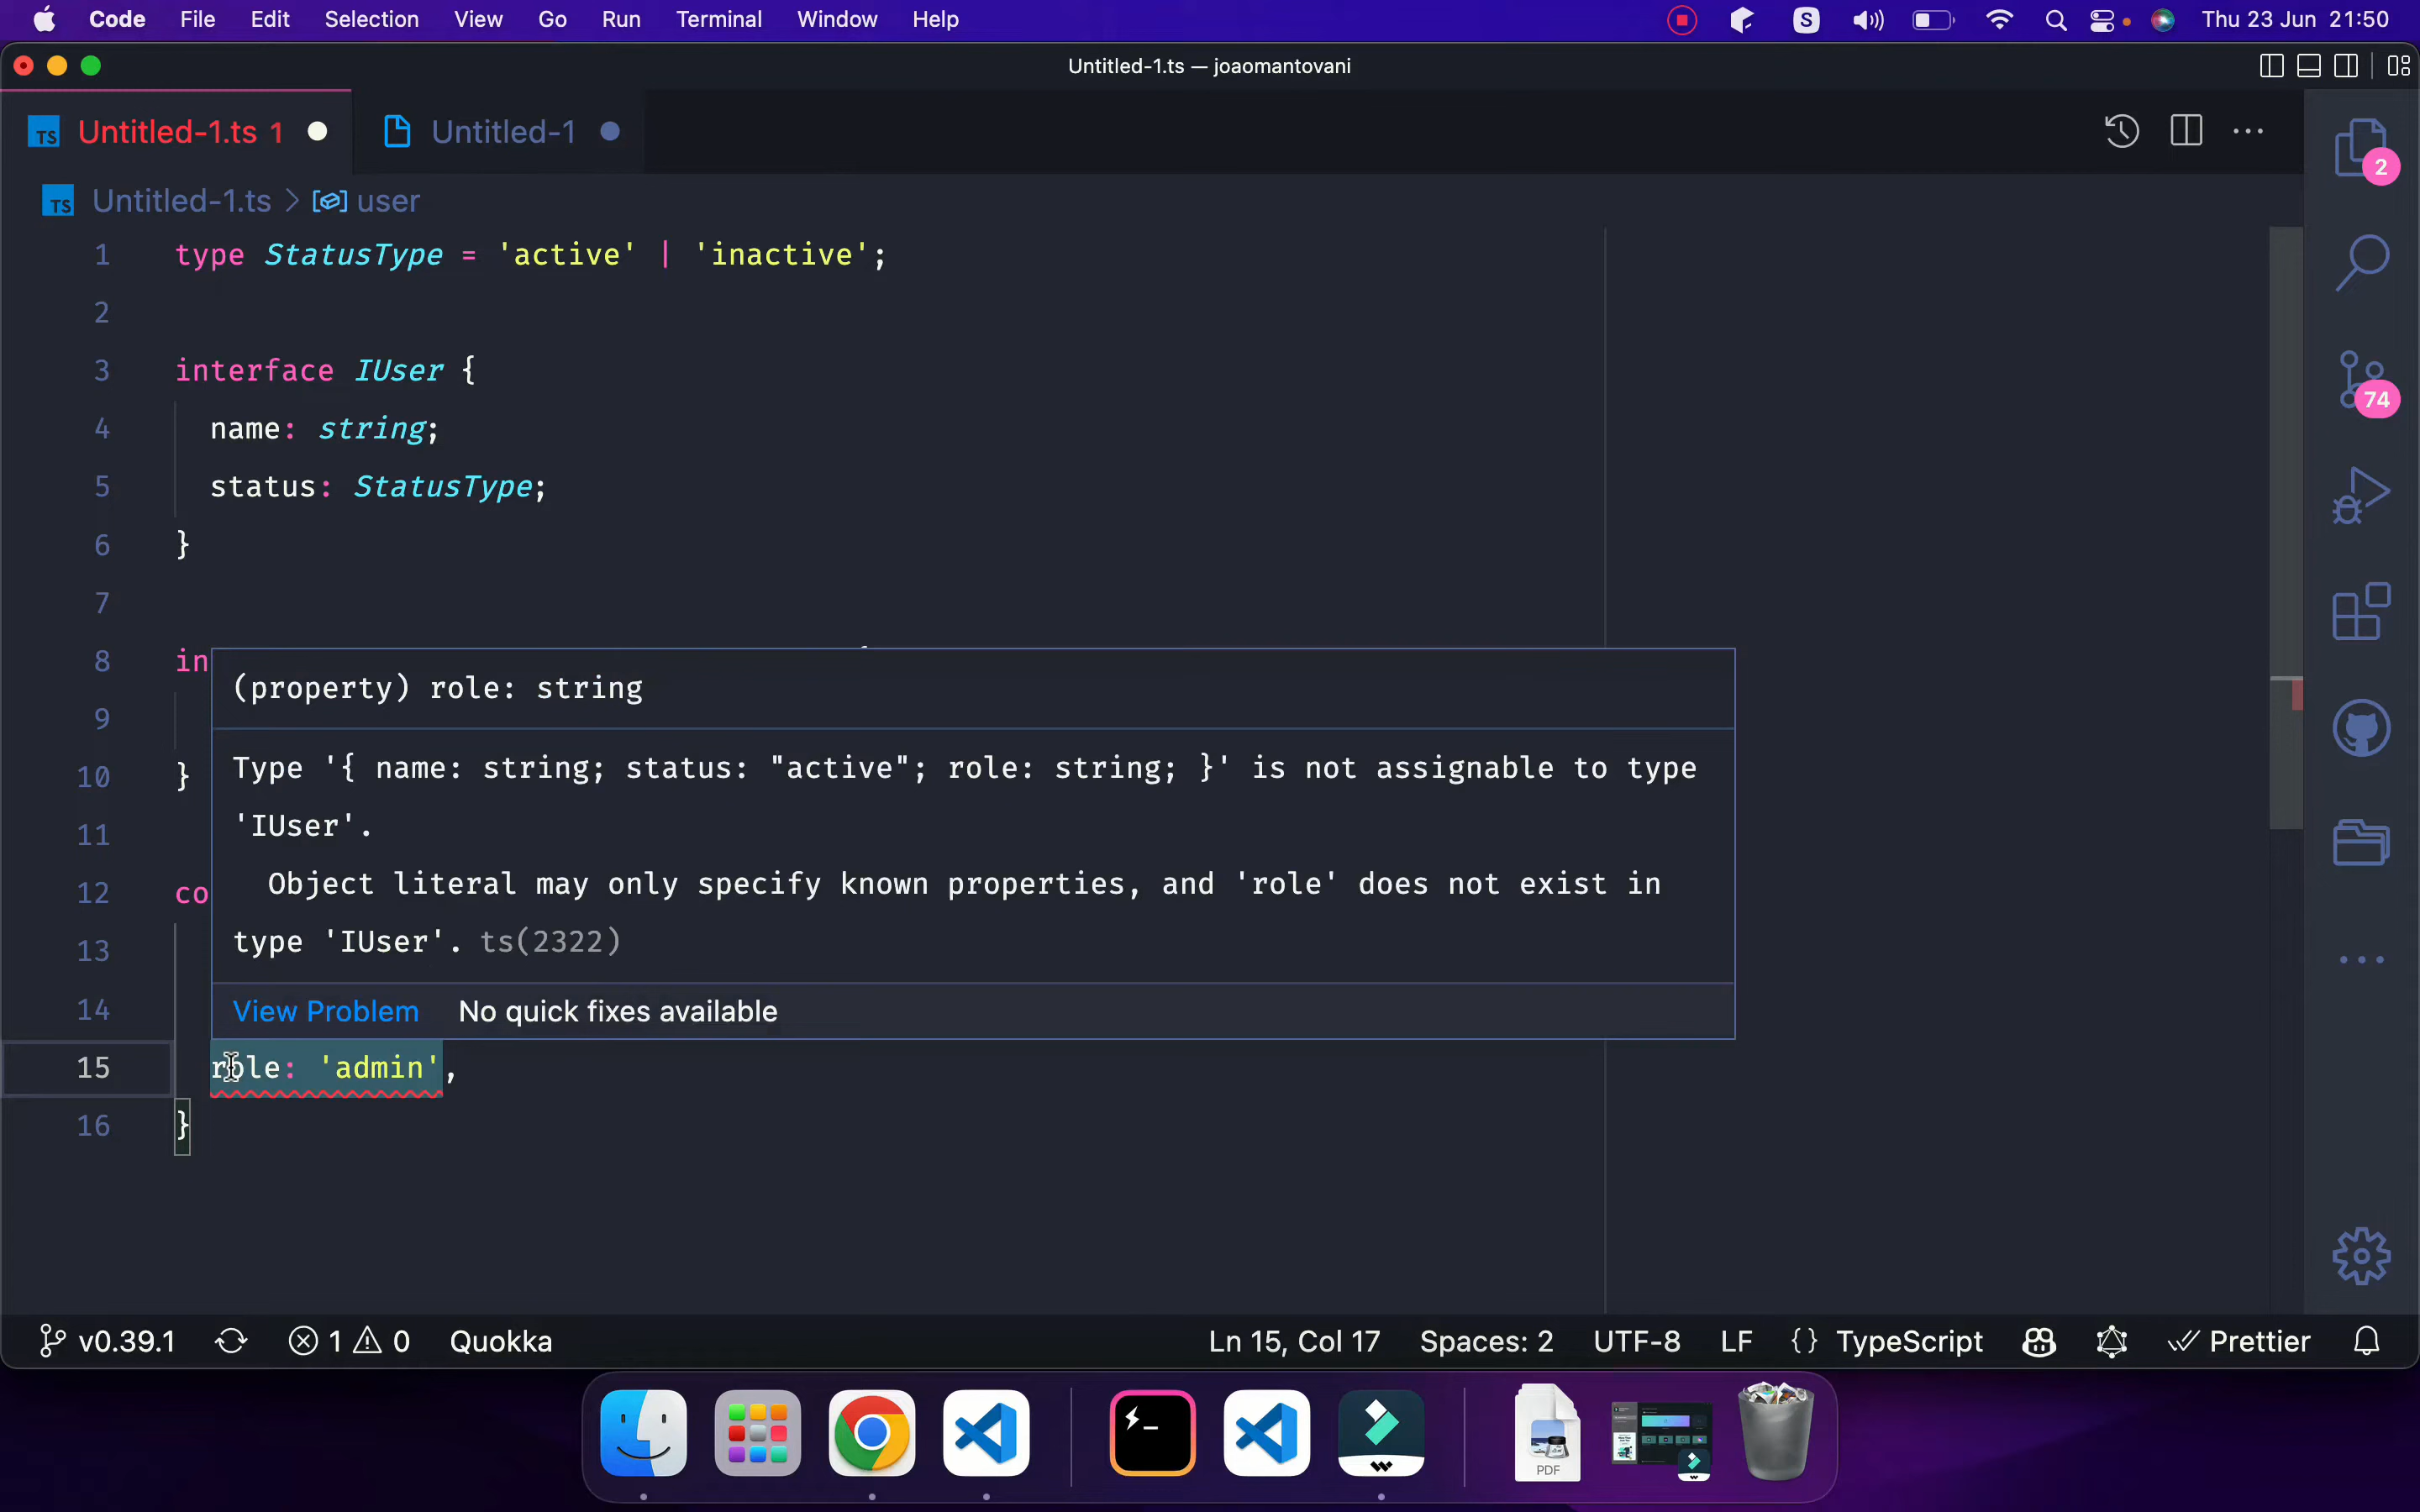 Code File Edit Selection View Go Run Terminal Window Help S Thu 23 Jun 21:50
Untitled-1.ts — joaomantovani
TS Untitled-1.ts 1 Untitled-1
TS Untitled-1.ts > user
2
1 type StatusType = 'active' | 'inactive';
2
3 interface IUser {
74
4 name: string;
5 status: StatusType;
6 }
7
8 in
(property) role: string
9
Type '{ name: string; status: "active"; role: string; }' is not assignable to type
10 }
'IUser'.
11
Object literal may only specify known properties, and 'role' does not exist in
12 co
type 'IUser'. ts(2322)
13
View Problem No quick fixes available
14
15 role: 'admin',
16 }
v0.39.1 1 0 Quokka Ln 15, Col 17 Spaces: 2 UTF-8 LF {} TypeScript Prettier
PDF